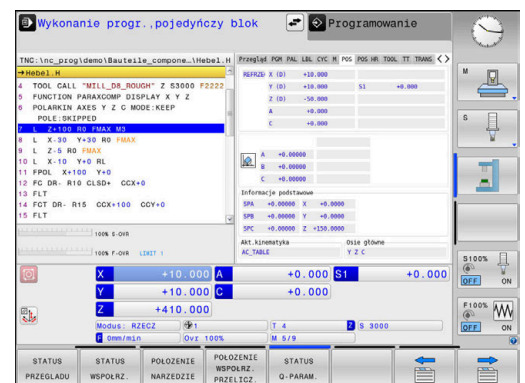 Wykonanie progr.,pojedyńczy blok
Programowanie
TNC:\nc_prog\demo\Bauteile_compone…\Hebel.H
→Hebel.H
4 TOOL CALL "MILL_D8_ROUGH" Z S3000 F2222
5 FUNCTION PARAXCOMP DISPLAY X Y Z
6 POLARKIN AXES Y Z C MODE:KEEP
POLE:SKIPPED
7 L Z+100 R0 FMAX M3
8 L X-30 Y+30 R0 FMAX
9 L Z-5 R0 FMAX
10 L X-10 Y+0 RL
11 FPOL X+100 Y+0
12 FC DR- R10 CLSD+ CCX+0
13 FLT
14 FCT DR- R15 CCX+100 CCY+0
15 FLT
100% S-OVR
100% F-OVR LIMIT 1
Przegląd PGM PAL LBL CYC M POS POS HR TOOL TT TRANS
REFRZE X (D) +10.000
Y (D) +10.000 S1 +0.000
Z (D) -50.000
A +0.000
C +0.000
A +0.00000
B +0.00000
C +0.00000
Informacje podstawowe
SPA +0.00000 X +0.0000
SPB +0.00000 Y +0.0000
SPC +0.00000 Z +150.0000
Akt.kinematyka Osie główne
AC_TABLE Y Z C
X +10.000 A +0.000 S1 +0.000
Y +10.000 C +0.000
Z +410.000
Modus: RZECZ 1 T 4 Z S 3000
F 0mm/min Ovr 100% M 5/9
M
S
S100%
OFF ON
F100%
OFF ON
STATUS PRZEGLADU
STATUS WSPOŁRZ.
POŁOZENIE NARZEDZIE
POŁOZENIE WSPOŁRZ. PRZELICZ.
STATUS Q-PARAM.